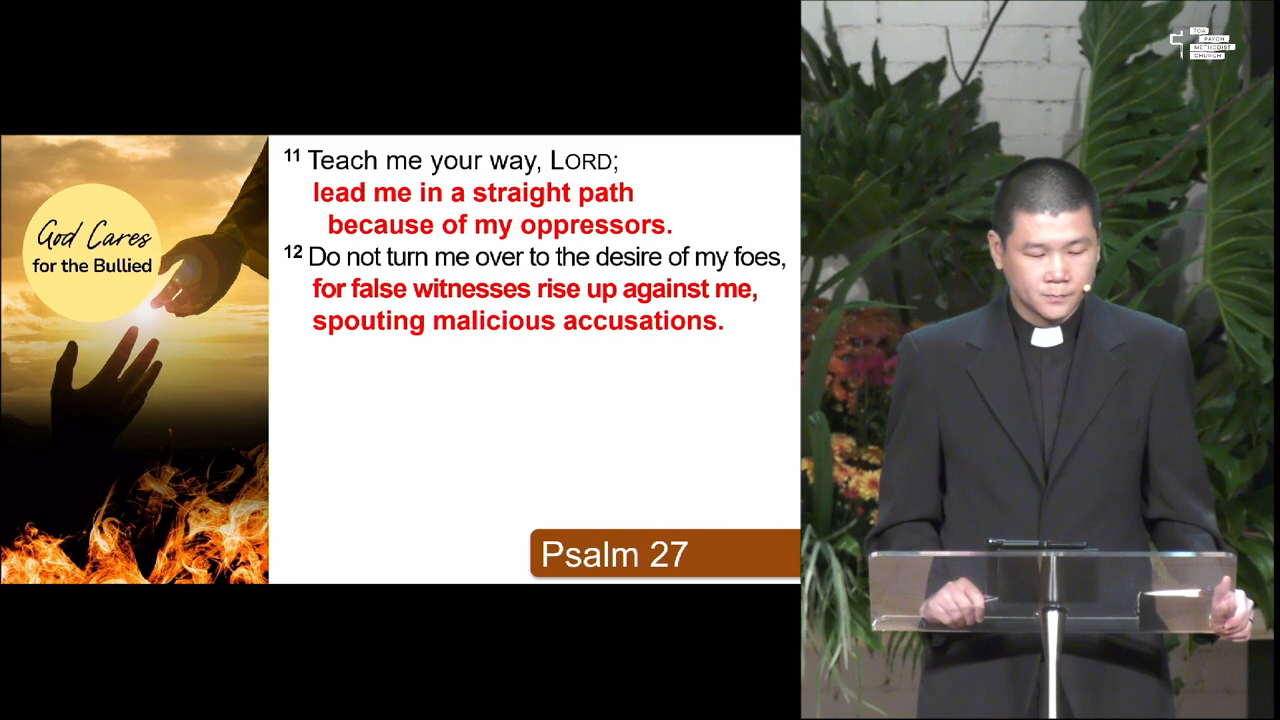 God Cares
for the Bullied
11 Teach me your way, LORD;
lead me in a straight path
because of my oppressors.
12 Do not turn me over to the desire of my foes,
for false witnesses rise up against me,
spouting malicious accusations.
Psalm 27
TOA
PAYOH
METHODIST
CHURCH